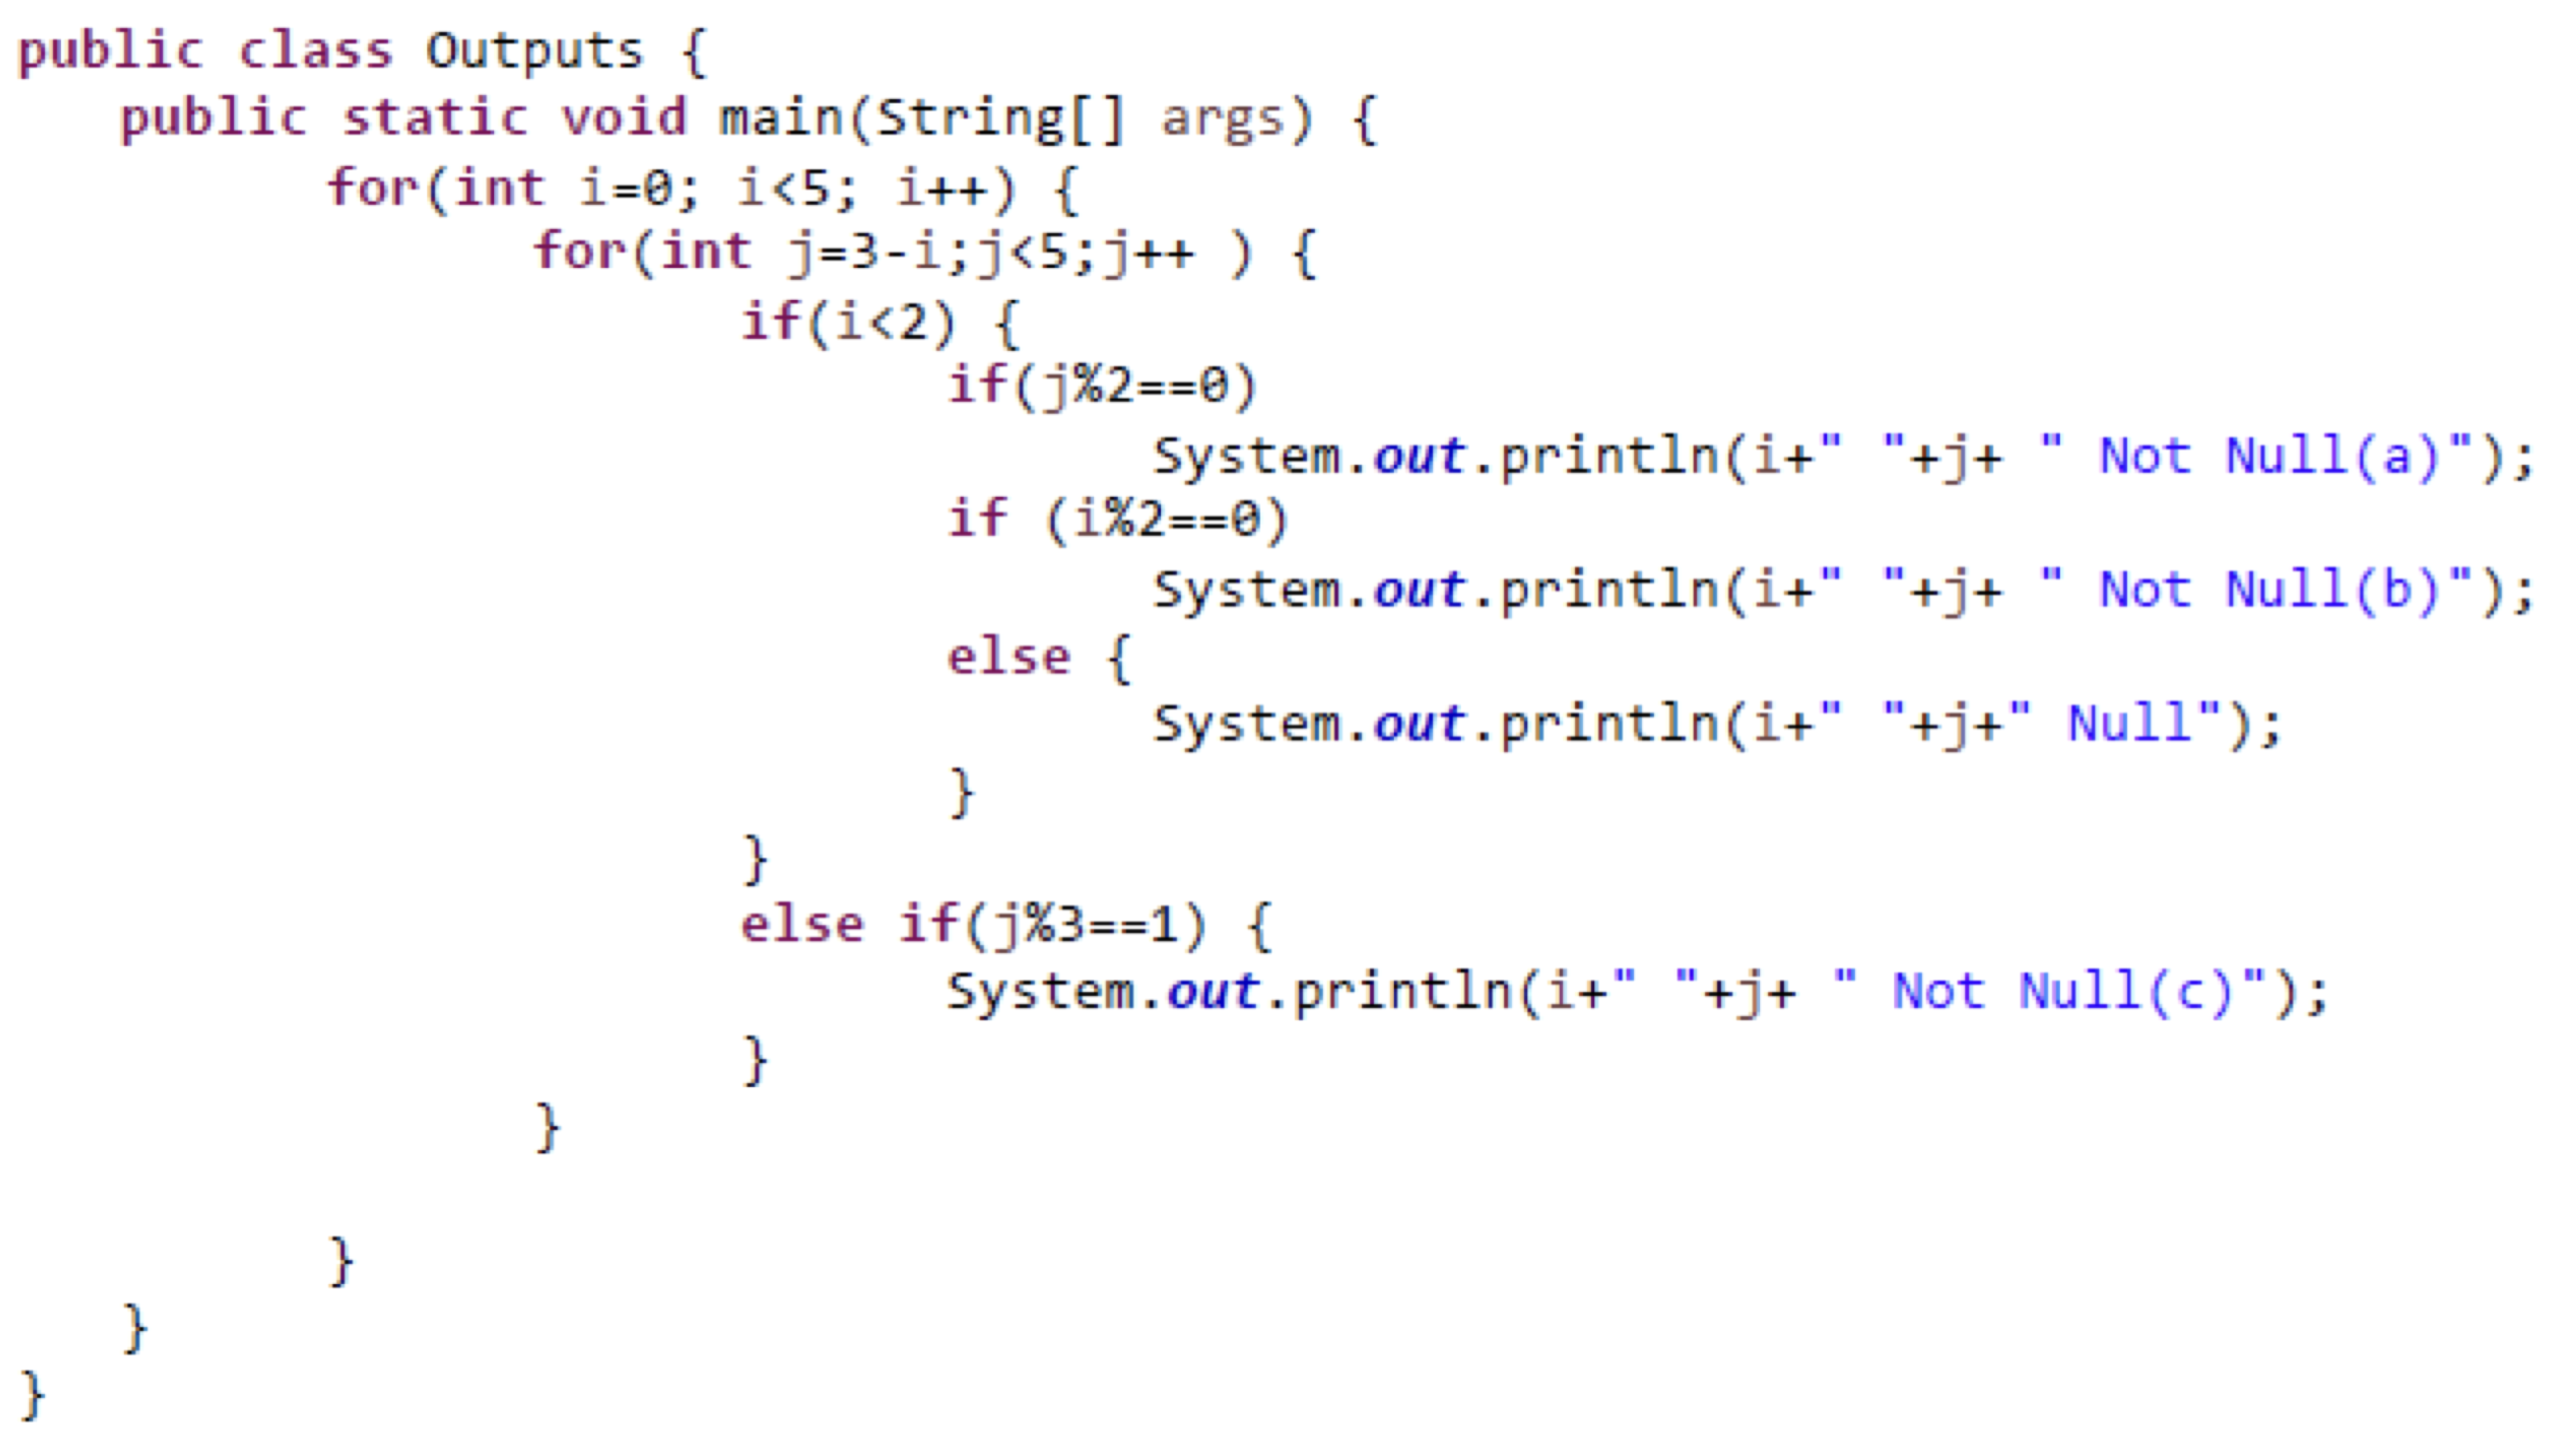 public class Outputs {
public static void main(String[] args) {
for(int i=0; i<5; i++) {
for(int j=3-i;j<5;j++ ) {
if(i<2) {
if(j%2==0)
System.out.println(i+" "+j+ " Not Null(a)");
if (i%2==0)
System.out.println(i+" "+j+ " Not Null(b)");
else {
System.out.println(i+" "+j+" Null");
}
}
else if(j%3==1) {
System.out.println(i+" "+j+ " Not Null(c)");
}
}
}
}
}